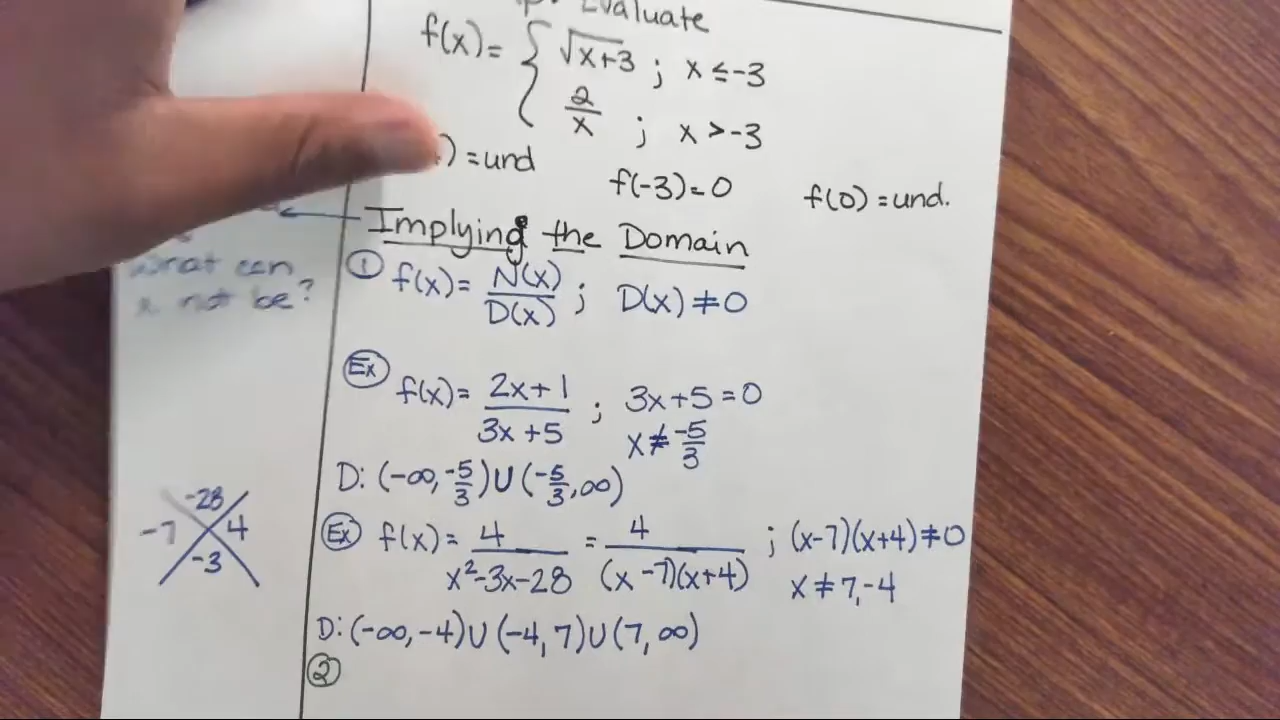 Evaluate
f(x)= { √x+3 ; x ≤ -3
2/x ; x > -3
) = und
f(-3)=0
f(0) = und.
Implying the Domain
what can
x not be?
① f(x) = N(x)/D(x) ; D(x) ≠ 0
Ex f(x) = 2x+1/3x+5 ; 3x+5=0
x ≠ -5/3
D: (-∞, -5/3) ∪ (-5/3, ∞)
-28
-7 4
-3
Ex f(x) = 4/x²-3x-28 = 4/(x-7)(x+4) ; (x-7)(x+4) ≠ 0
x ≠ 7, -4
D: (-∞, -4) ∪ (-4, 7) ∪ (7, ∞)
②